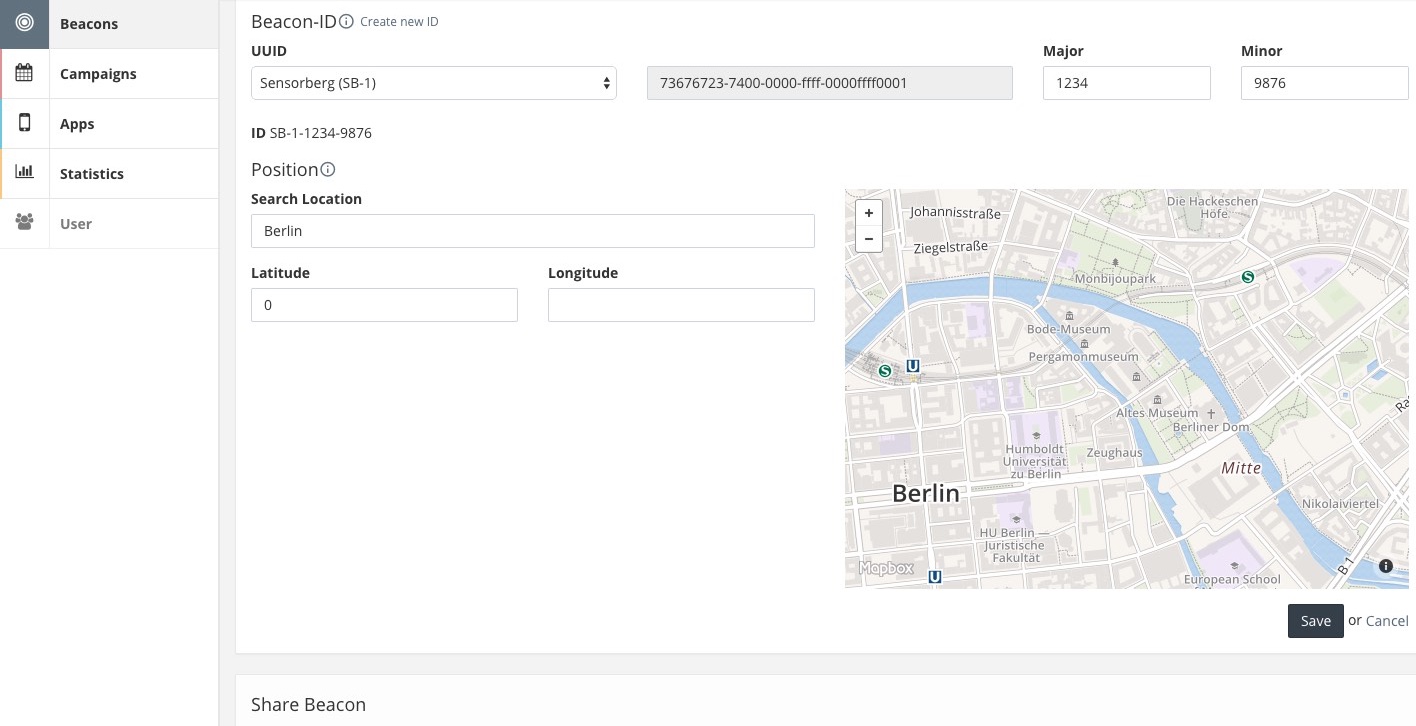 Beacons
Campaigns
Apps
Statistics
User
Beacon-ID Create new ID
UUID
Major
Minor
Sensorberg (SB-1)
73676723-7400-0000-ffff-0000ffff0001
1234
9876
ID SB-1-1234-9876
Position
Search Location
Berlin
Latitude
Longitude
0
+
−
Johannisstraße
Ziegelstraße
Die Hackeschen
Höfe
Monbijoupark
S
Bode-Museum
Pergamonmuseum
S
U
Altes Museum
Berliner Dom
Humboldt
Universität
zu Berlin
Zeughaus
Mitte
Berlin
Nikolaiviertel
HU Berlin —
Juristische
Fakultät
Mapbox
U
European School
B 1
Save or Cancel
Share Beacon